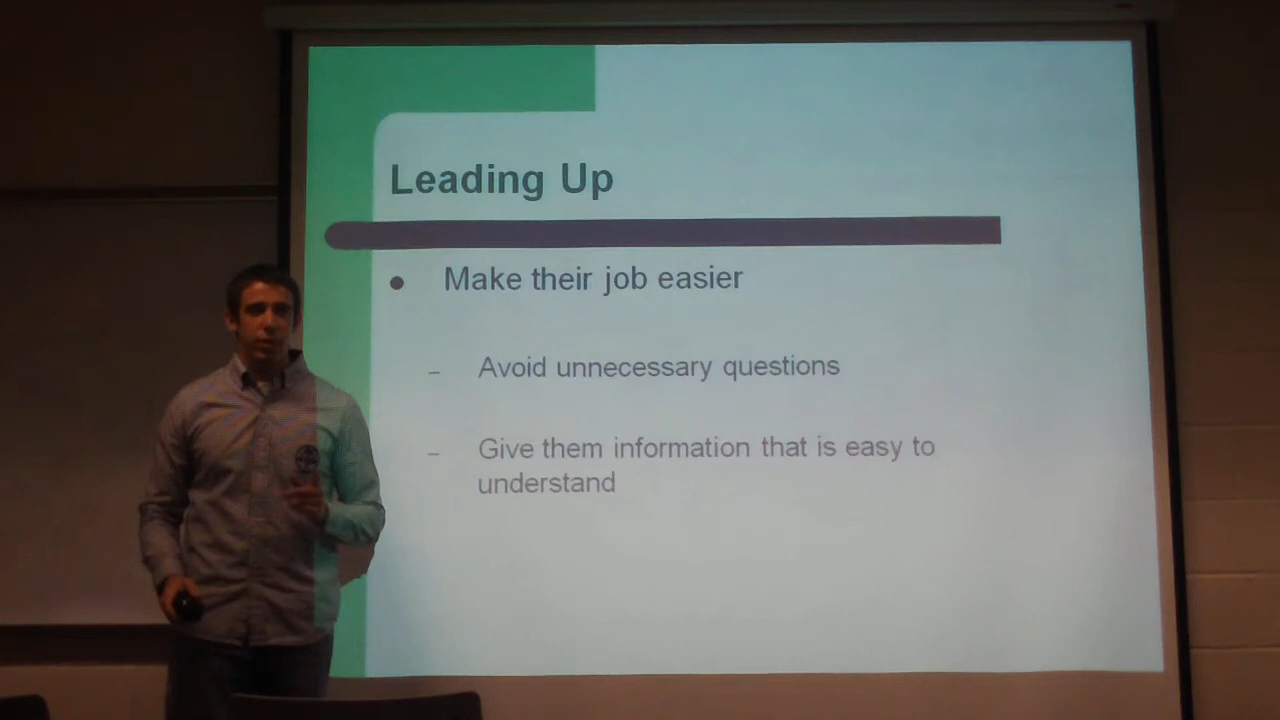 Leading Up
● Make their job easier
– Avoid unnecessary questions
– Give them information that is easy to
understand